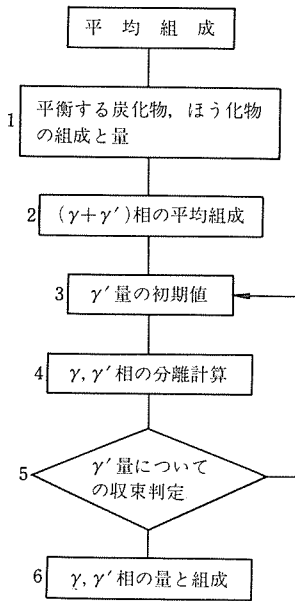 平均組成
1
平衡する炭化物，ほう化物
の組成と量
2
(γ+γ′)相の平均組成
3
γ′量の初期値
4
γ, γ′相の分離計算
5
γ′量について
の収束判定
6
γ, γ′相の量と組成